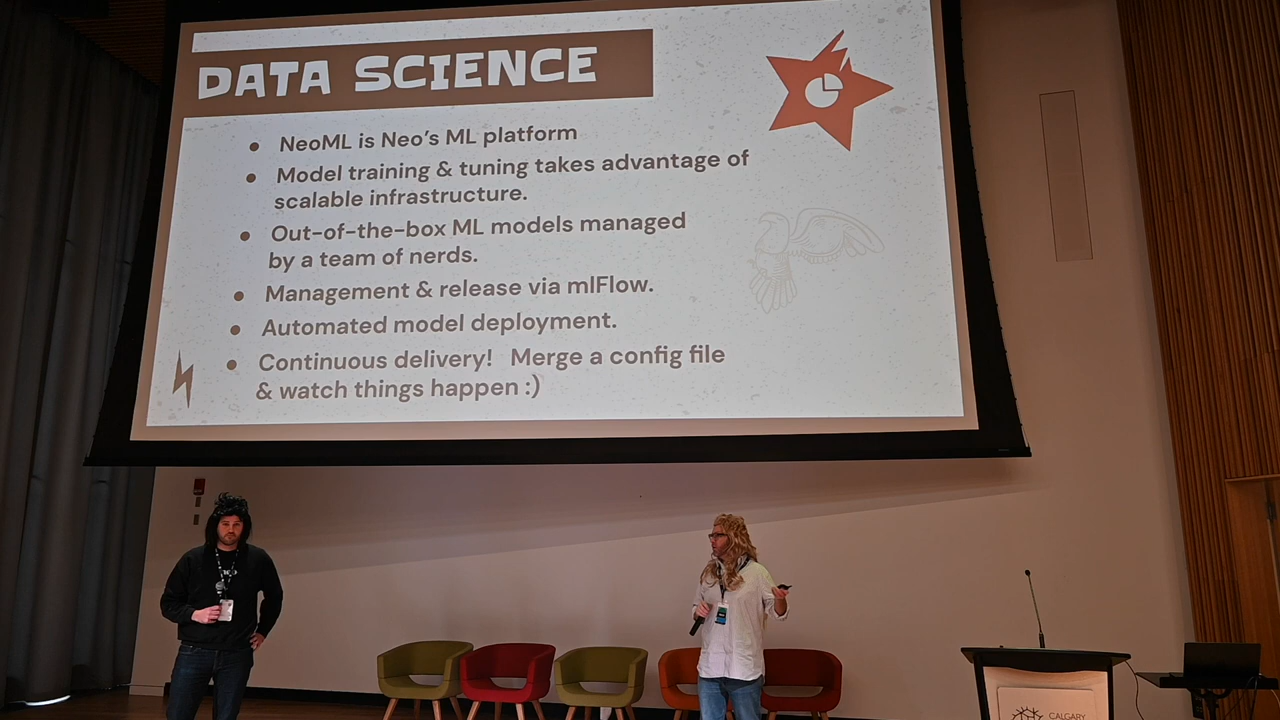 DATA SCIENCE
• NeoML is Neo's ML platform
• Model training & tuning takes advantage of
scalable infrastructure.
• Out-of-the-box ML models managed
by a team of nerds.
• Management & release via mlFlow.
• Automated model deployment.
• Continuous delivery! Merge a config file
& watch things happen :)
CALGARY